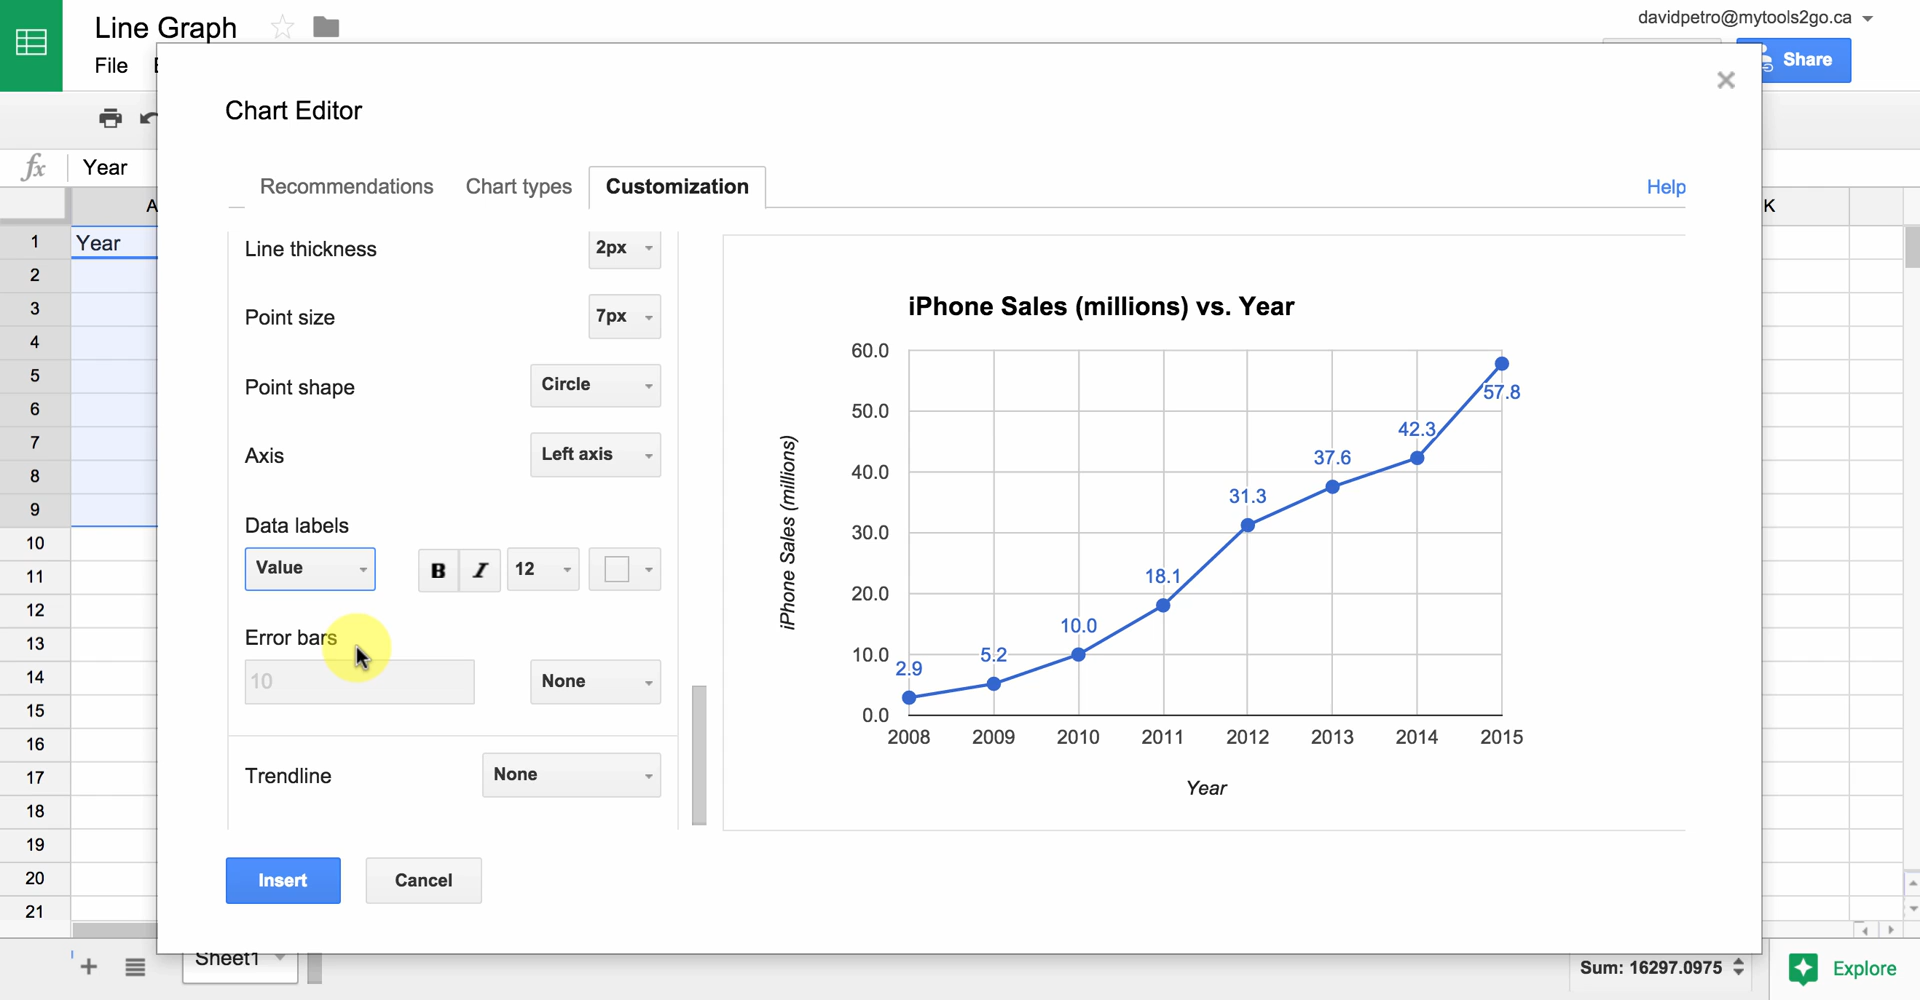 Line Graph
davidpetro@mytools2go.ca
File
Share
Chart Editor
fx Year
Recommendations Chart types Customization Help
A K
1 Year
2
3
4
5
6
7
8
9
10
11
12
13
14
15
16
17
18
19
20
21
Line thickness 2px
Point size 7px
Point shape Circle
Axis Left axis
Data labels
Value B I 12
Error bars
10 None
Trendline None
iPhone Sales (millions) vs. Year
iPhone Sales (millions)
60.0
50.0
40.0
30.0
20.0
10.0
0.0
2.9
5.2
10.0
18.1
31.3
37.6
42.3
57.8
2008 2009 2010 2011 2012 2013 2014 2015
Year
Insert Cancel
Sheet1
Sum: 16297.0975
Explore